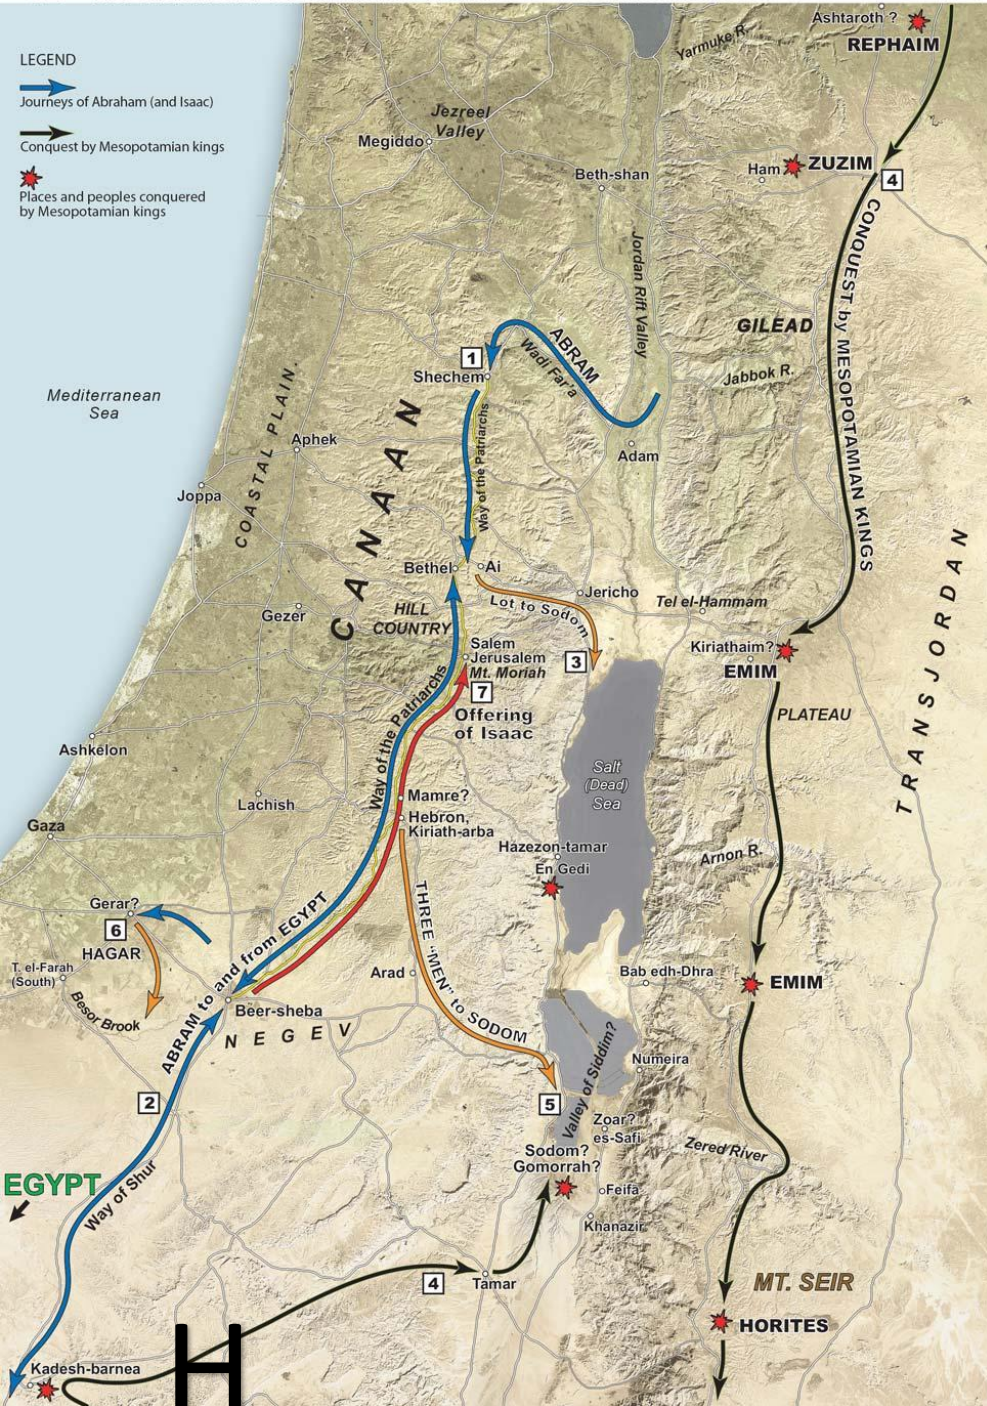 LEGEND
Journeys of Abraham (and Isaac)
Conquest by Mesopotamian kings
Places and peoples conquered
by Mesopotamian kings
Ashtaroth ?
REPHAIM
Yarmuke R.
Jezreel
Valley
Megiddo
Beth-shan
Ham
ZUZIM
4
CONQUEST by MESOPOTAMIAN KINGS
Jordan Rift Valley
GILEAD
ABRAM
Wadi Far'a
1
Shechem
Jabbok R.
Mediterranean
Sea
COASTAL PLAIN.
CANAAN
Way of the Patriarchs
Aphek
Adam
Joppa
TRANSJORDAN
Bethel
Ai
Lot to Sodom
Jericho
Tel el-Hammam
Gezer
HILL
COUNTRY
Salem
Jerusalem
Mt. Moriah
3
Kiriathaim?
EMIM
7
Offering
of Isaac
PLATEAU
Way of the Patriarchs
Ashkelon
Salt
(Dead)
Sea
Lachish
Mamre?
Hebron,
Kiriath-arba
Gaza
Hazezon-tamar
En Gedi
Arnon R.
Gerar?
6
HAGAR
THREE "MEN" to SODOM
ABRAM to and from EGYPT
T. el-Farah
(South)
Besor Brook
Arad
Bab edh-Dhra
EMIM
Beer-sheba
NEGEV
Valley of Siddim?
Numeira
2
5
Zoar?
es-Safi
Sodom?
Gomorrah?
Zered River
EGYPT
Way of Shur
Feifa
Khanazir
4
Tamar
MT. SEIR
HORITES
Kadesh-barnea
H